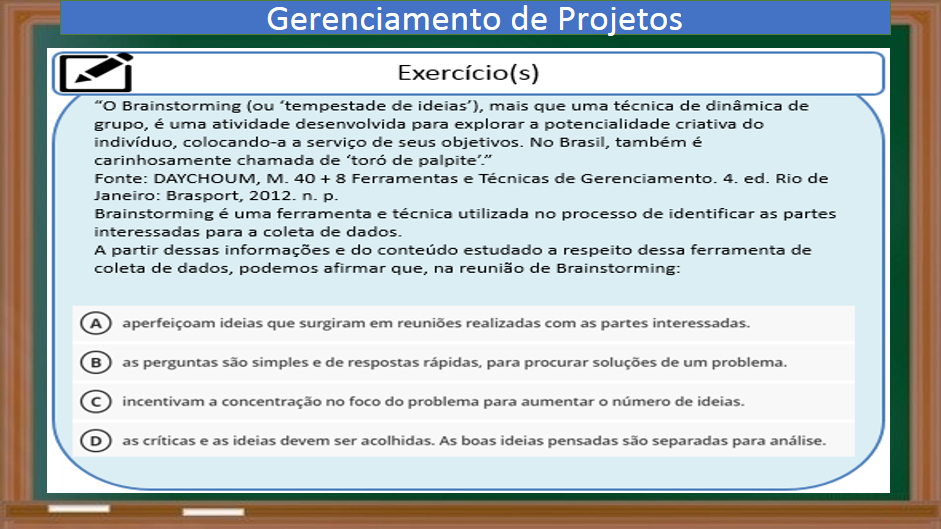 Gerenciamento de Projetos
Exercício(s)
“O Brainstorming (ou ‘tempestade de ideias’), mais que uma técnica de dinâmica de
grupo, é uma atividade desenvolvida para explorar a potencialidade criativa do
indivíduo, colocando-a a serviço de seus objetivos. No Brasil, também é
carinhosamente chamada de ‘toró de palpite’.”
Fonte: DAYCHOUM, M. 40 + 8 Ferramentas e Técnicas de Gerenciamento. 4. ed. Rio de
Janeiro: Brasport, 2012. n. p.
Brainstorming é uma ferramenta e técnica utilizada no processo de identificar as partes
interessadas para a coleta de dados.
A partir dessas informações e do conteúdo estudado a respeito dessa ferramenta de
coleta de dados, podemos afirmar que, na reunião de Brainstorming:
A aperfeiçoam ideias que surgiram em reuniões realizadas com as partes interessadas.
B as perguntas são simples e de respostas rápidas, para procurar soluções de um problema.
C incentivam a concentração no foco do problema para aumentar o número de ideias.
D as críticas e as ideias devem ser acolhidas. As boas ideias pensadas são separadas para análise.